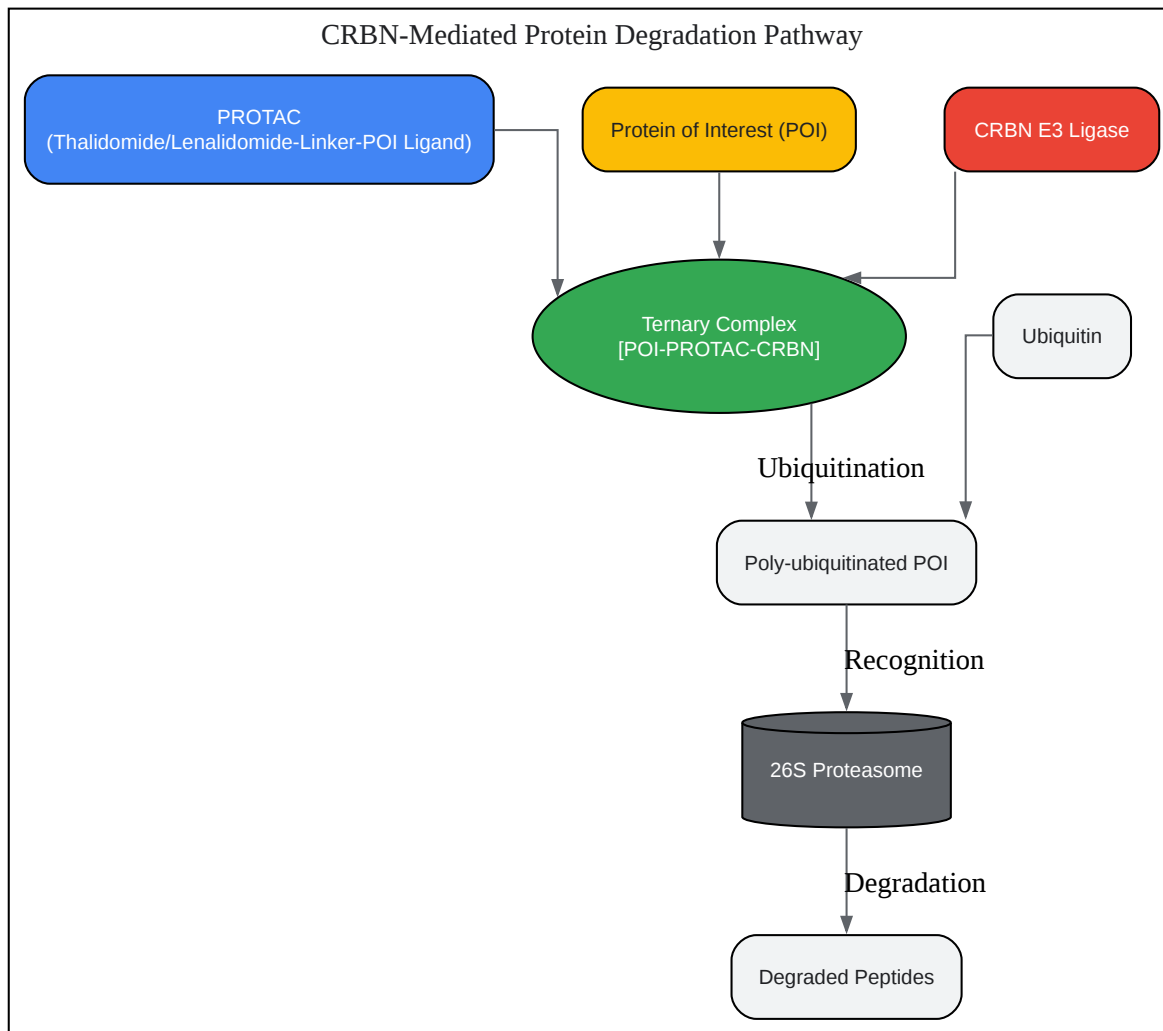 CRBN-Mediated Protein Degradation Pathway
PROTAC
(Thalidomide/Lenalidomide-Linker-POI Ligand)
Protein of Interest (POI)
CRBN E3 Ligase
Ternary Complex
[POI-PROTAC-CRBN]
Ubiquitin
Ubiquitination
Poly-ubiquitinated POI
Recognition
26S Proteasome
Degradation
Degraded Peptides